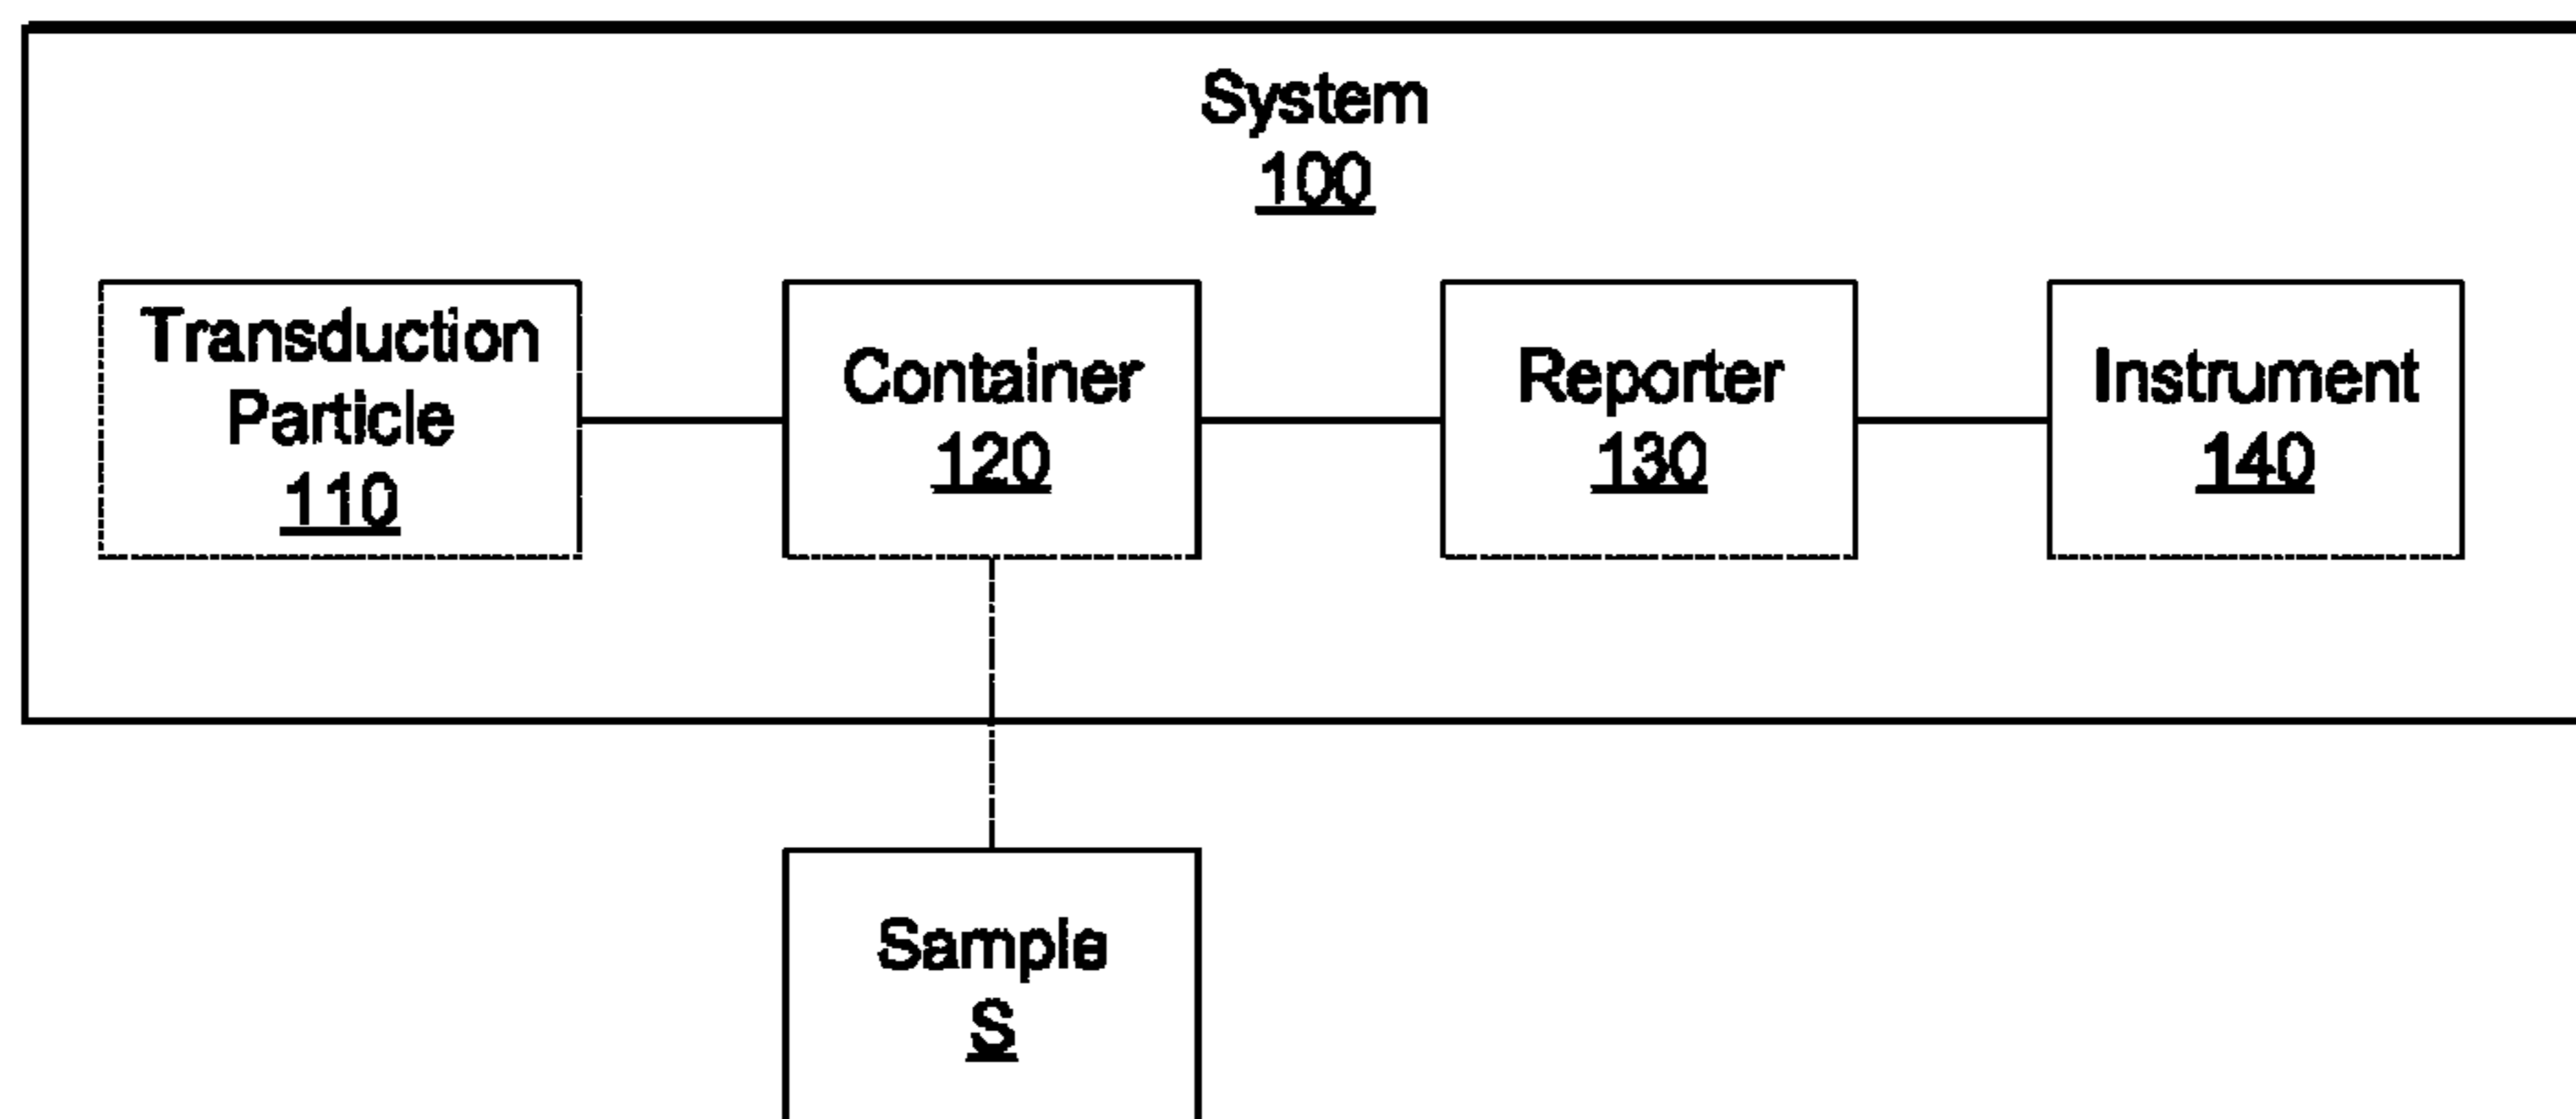 System
100
Transduction
Particle
110
Container
120
Reporter
130
Instrument
140
Sample
S